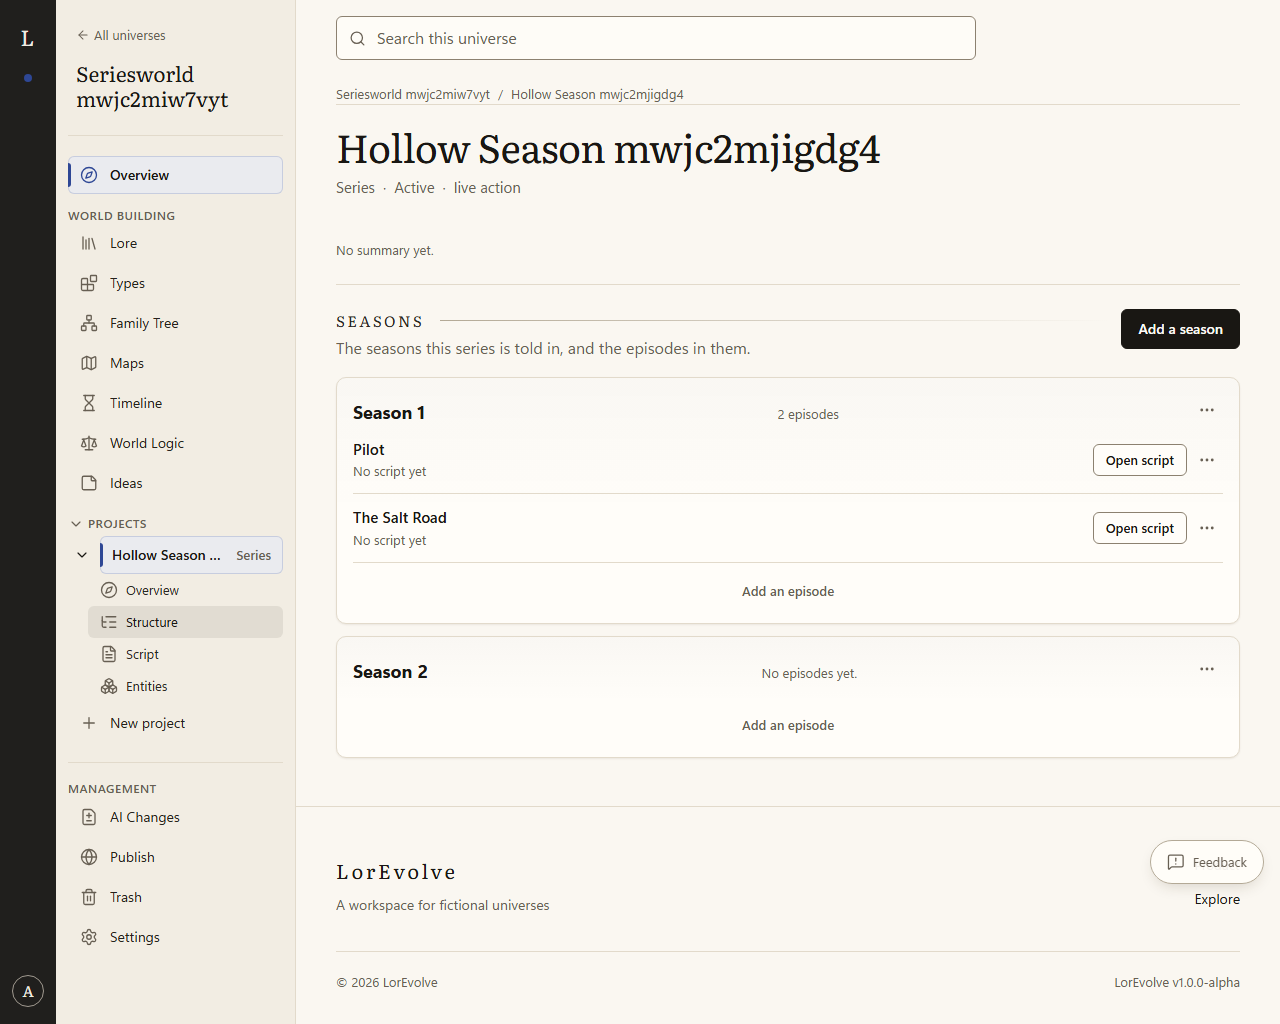 L
All universes
Seriesworld
mwjc2miw7vyt
Overview
WORLD BUILDING
Lore
Types
Family Tree
Maps
Timeline
World Logic
Ideas
PROJECTS
Hollow Season ... Series
Overview
Structure
Script
Entities
New project
MANAGEMENT
AI Changes
Publish
Trash
Settings
A
Search this universe
Seriesworld mwjc2miw7vyt / Hollow Season mwjc2mjigdg4
Hollow Season mwjc2mjigdg4
Series · Active · live action
No summary yet.
SEASONS
Add a season
The seasons this series is told in, and the episodes in them.
Season 1 2 episodes
Pilot
No script yet
Open script
The Salt Road
No script yet
Open script
Add an episode
Season 2 No episodes yet.
Add an episode
LorEvolve
A workspace for fictional universes
Feedback
Explore
© 2026 LorEvolve
LorEvolve v1.0.0-alpha